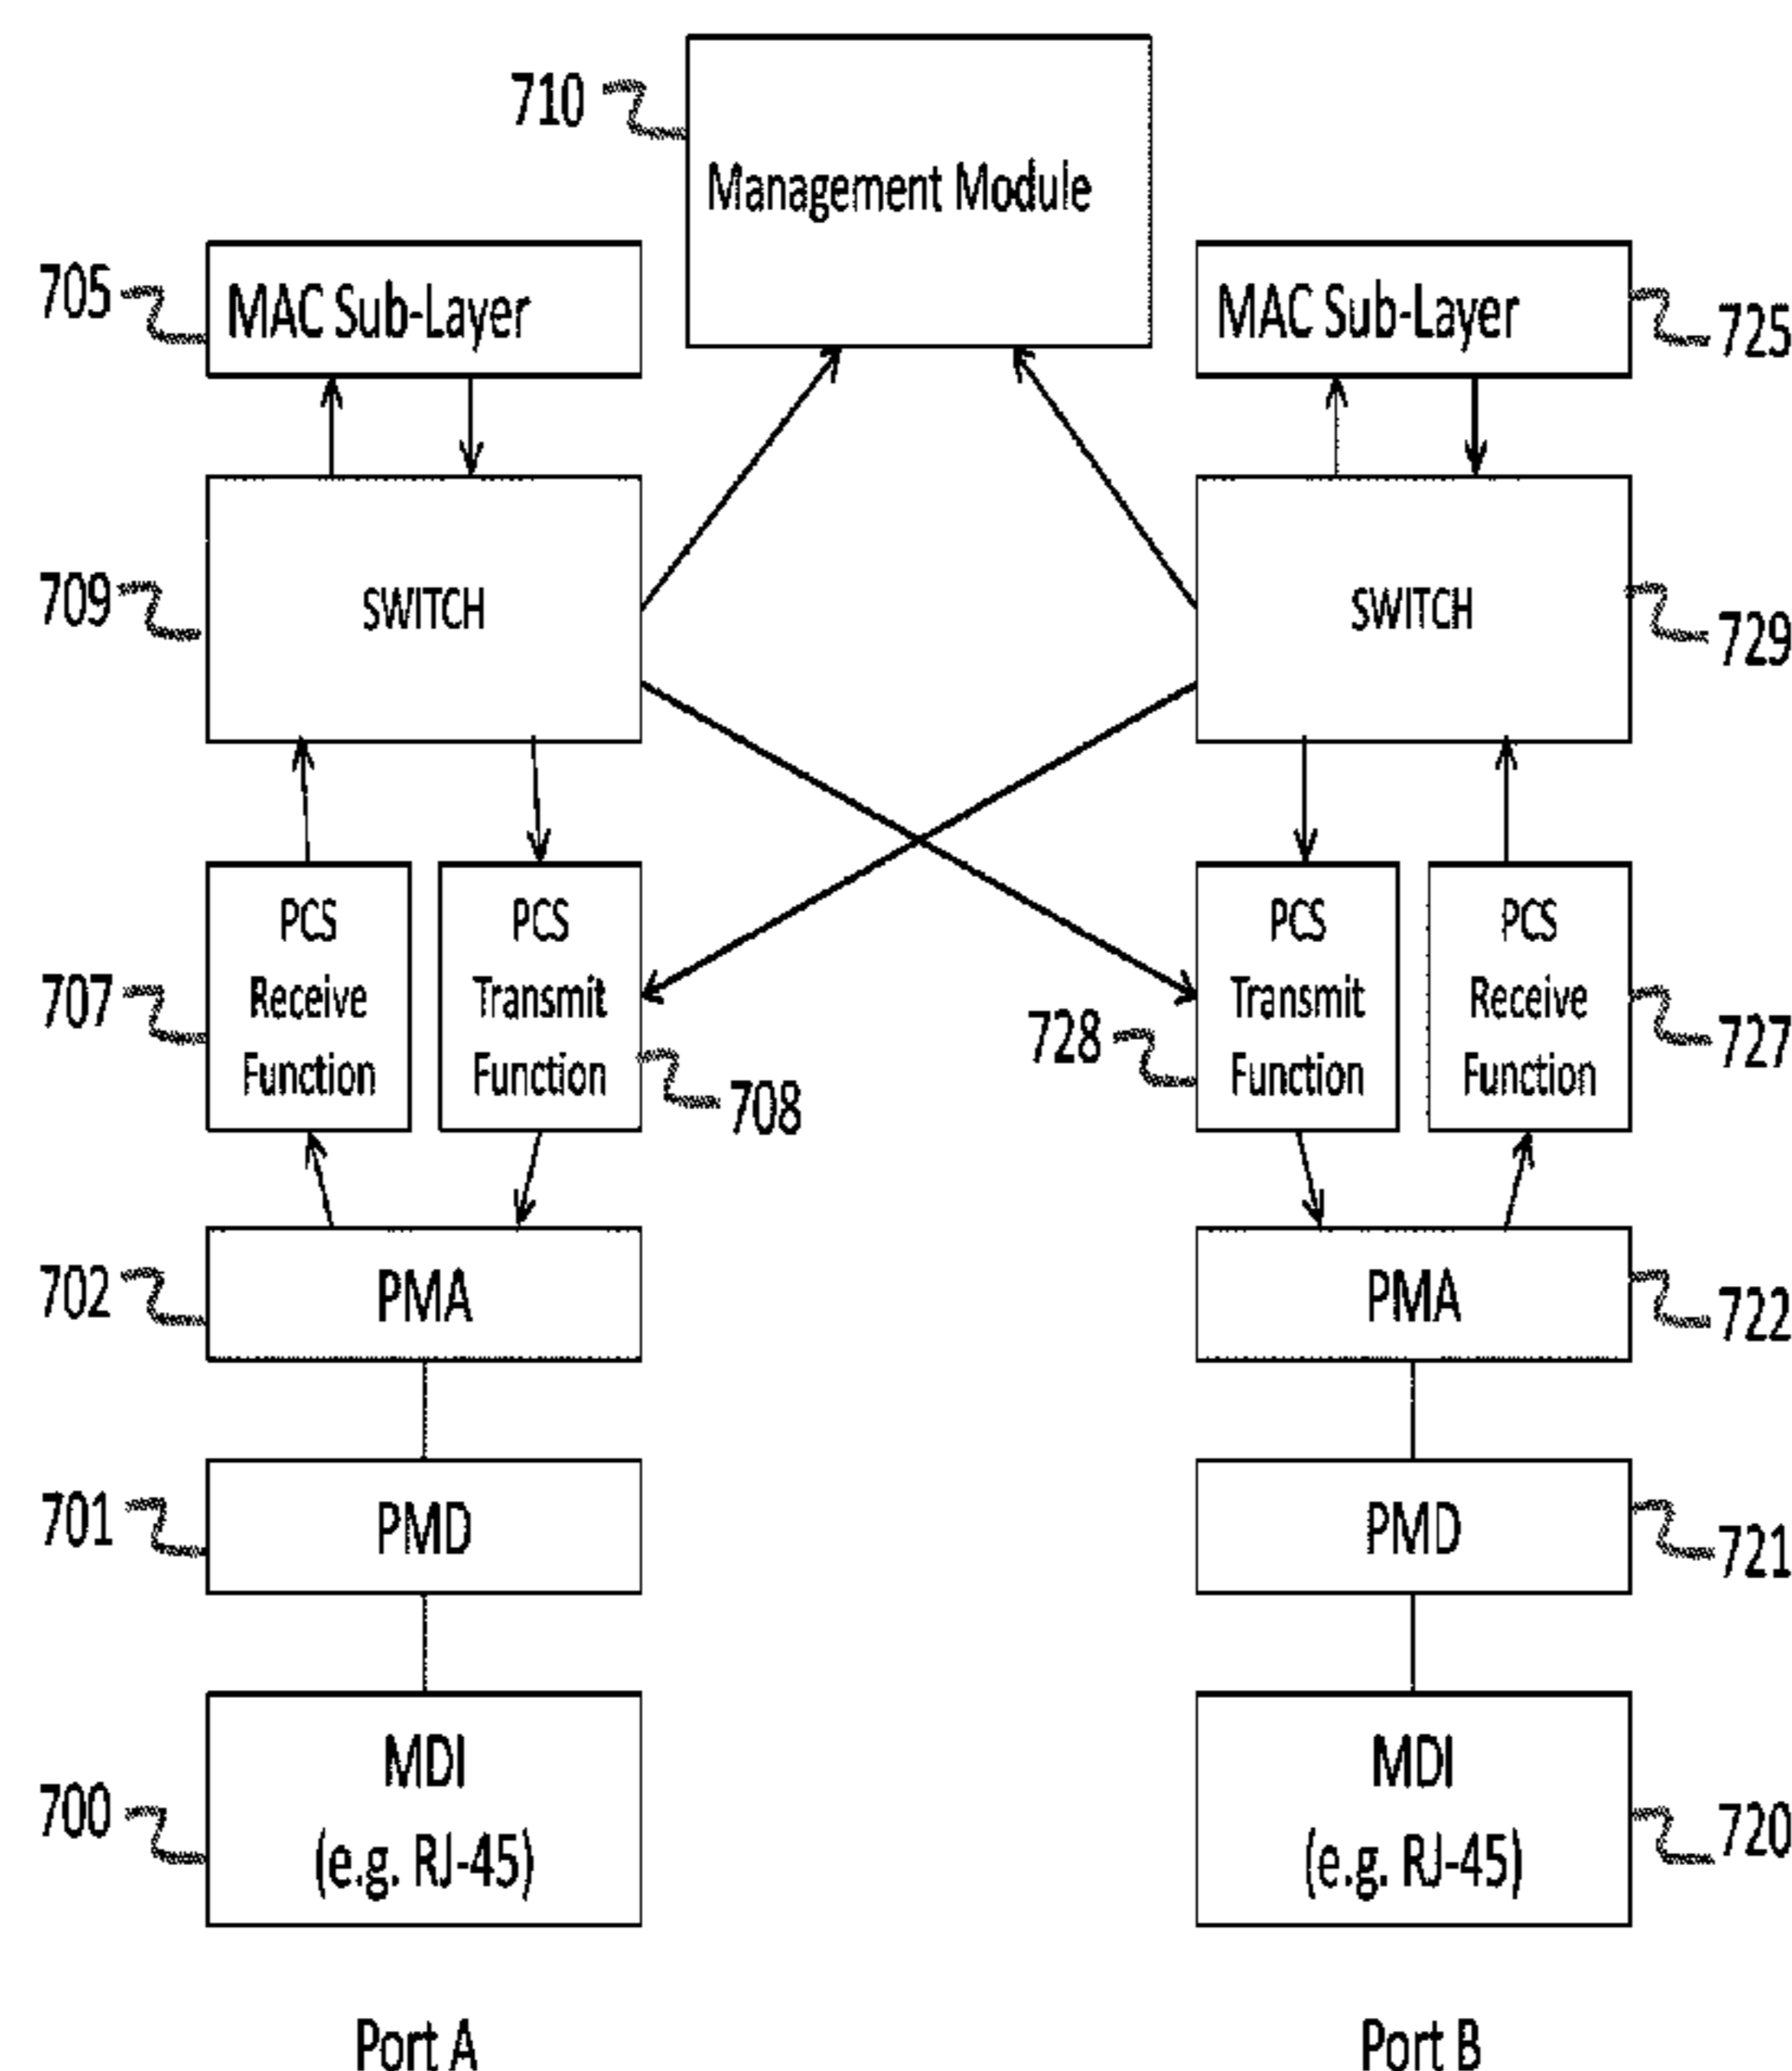 710
Management Module
705
MAC Sub-Layer
MAC Sub-Layer
725
709
SWITCH
SWITCH
729
707
PCS
Receive
Function
PCS
Transmit
Function
708
728
PCS
Transmit
Function
PCS
Receive
Function
727
702
PMA
PMA
722
701
PMD
PMD
721
700
MDI
(e.g. RJ-45)
MDI
(e.g. RJ-45)
720
Port A
Port B